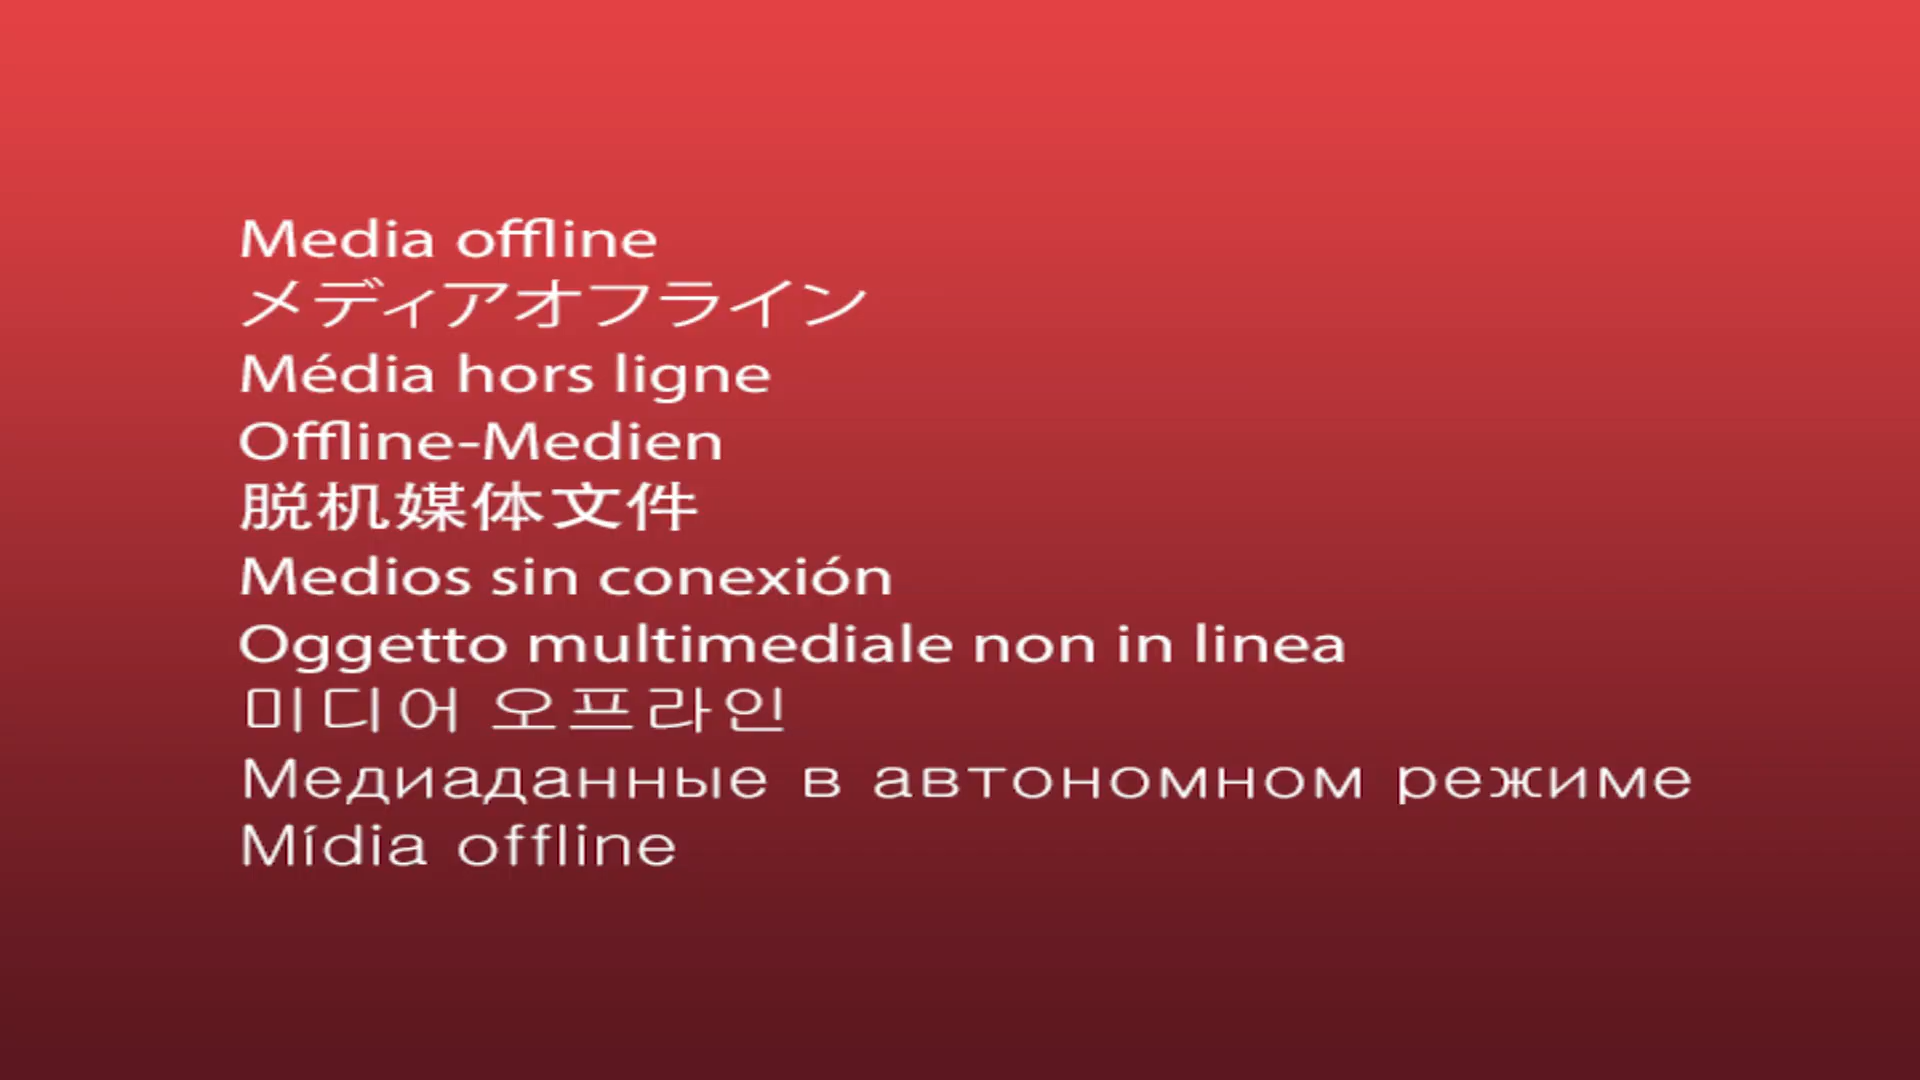 Media offline
メディアオフライン
Média hors ligne
Offline-Medien
脱机媒体文件
Medios sin conexión
Oggetto multimediale non in linea
미디어 오프라인
Медиаданные в автономном режиме
Mídia offline